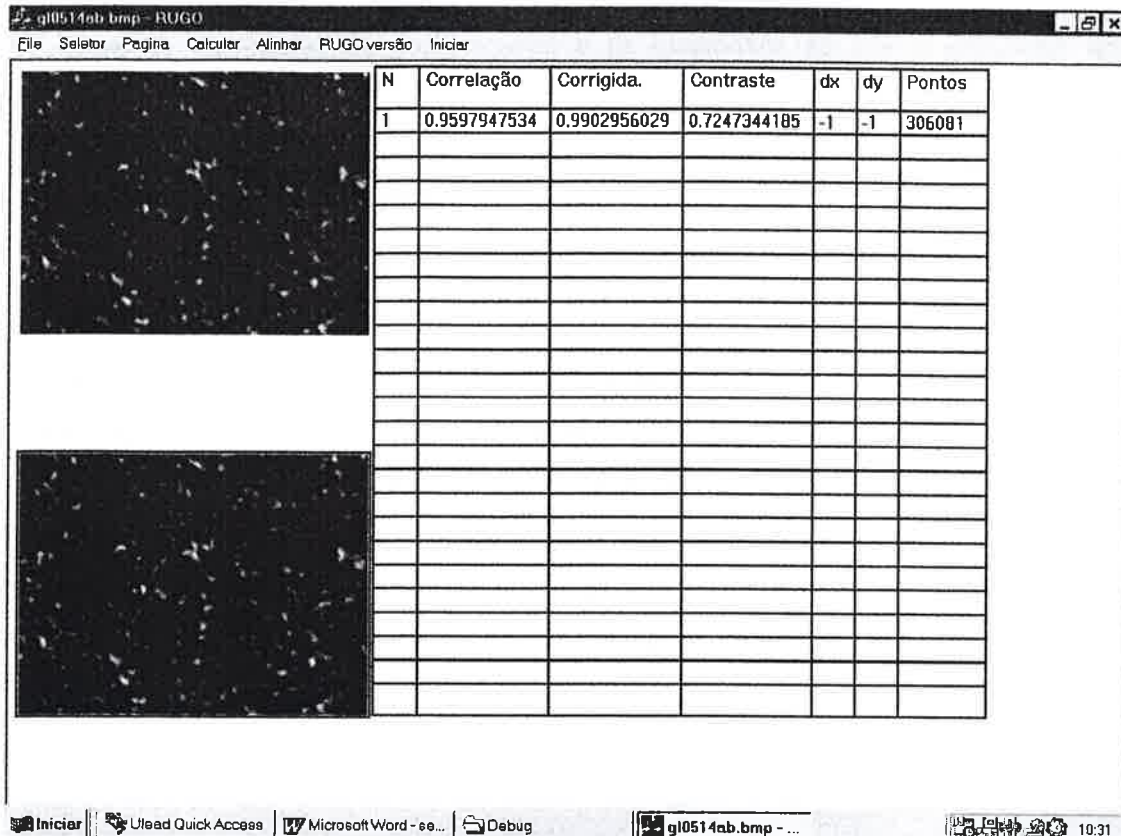 gl0514ab.bmp - RUGO
File Seletor Pagina Calcular Alinhar RUGO versão Iniciar
N Correlação Corrigida. Contraste dx dy Pontos
1 0.9597947534 0.9902956029 0.7247344185 -1 -1 306081
Iniciar Ulead Quick Access Microsoft Word - se... Debug gl0514ab.bmp - ... 10:31